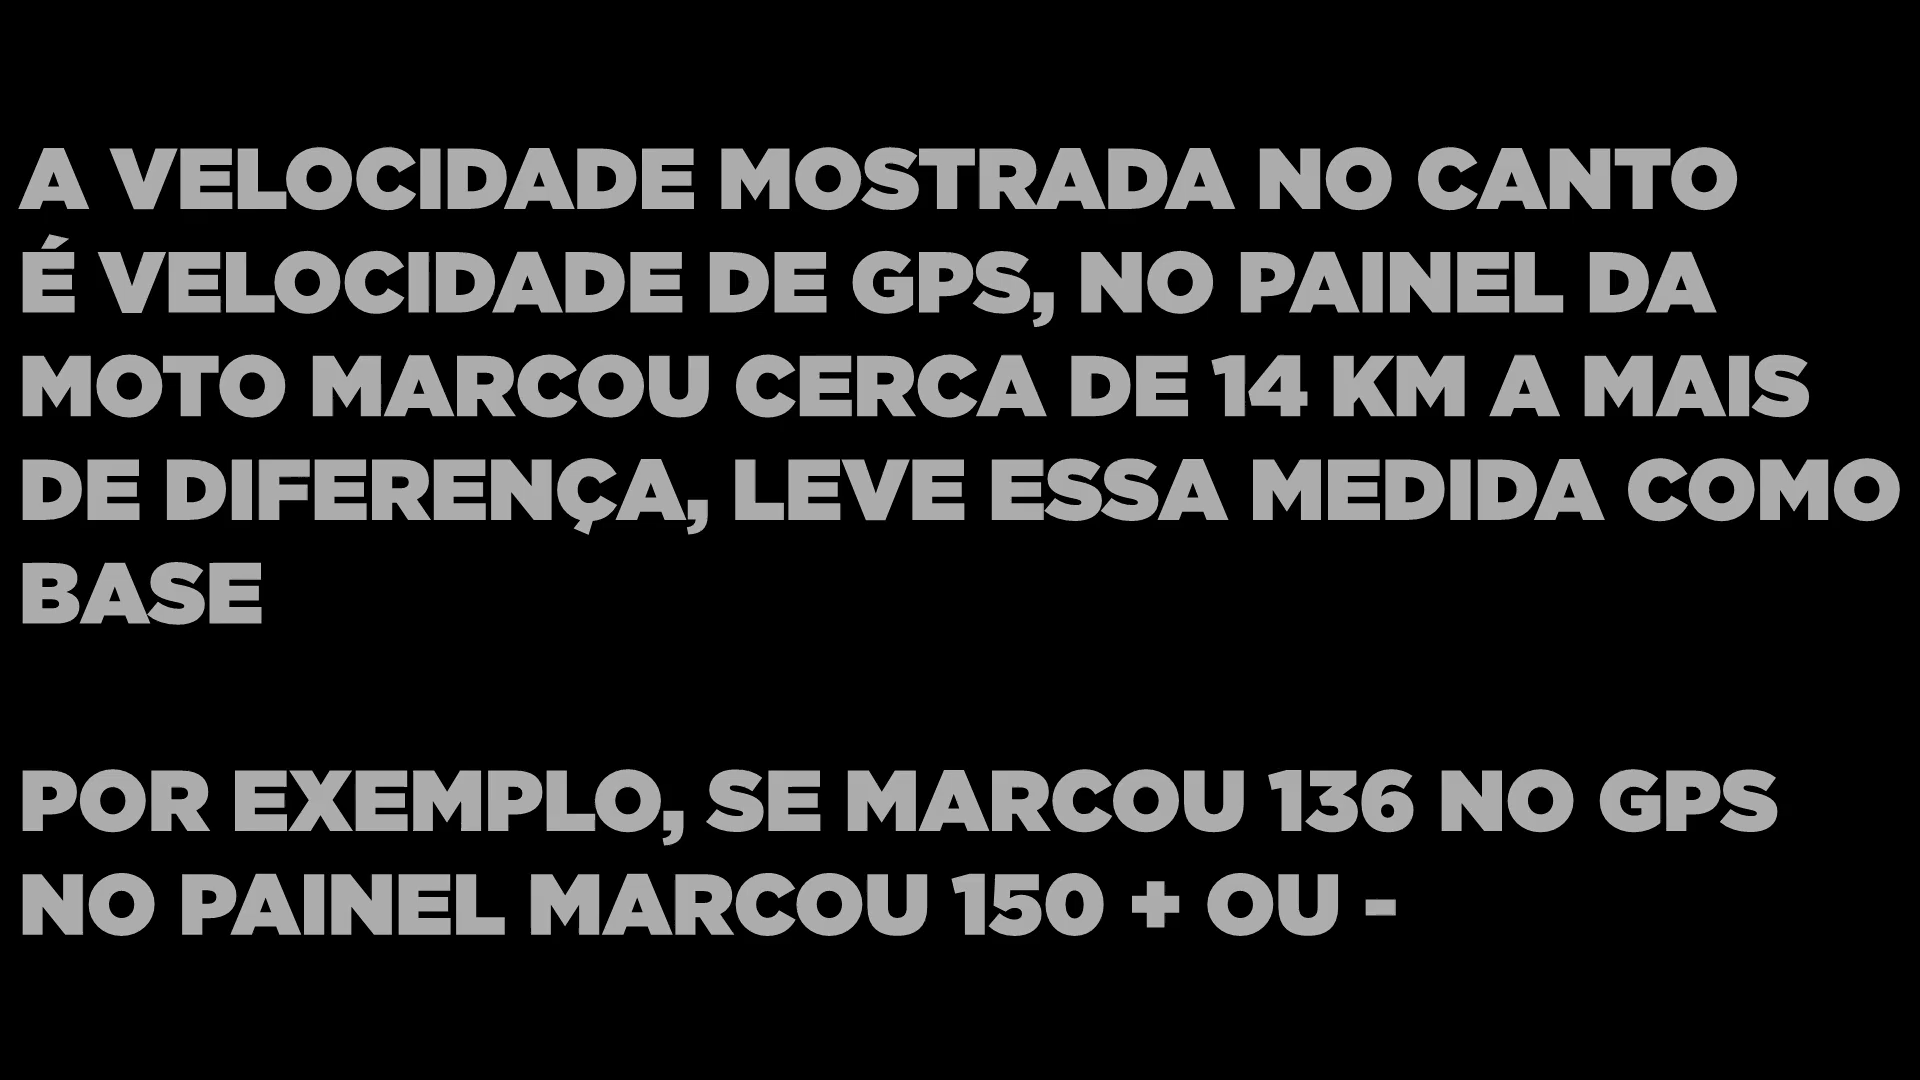 A VELOCIDADE MOSTRADA NO CANTO
É VELOCIDADE DE GPS, NO PAINEL DA
MOTO MARCOU CERCA DE 14 KM A MAIS
DE DIFERENÇA, LEVE ESSA MEDIDA COMO
BASE
POR EXEMPLO, SE MARCOU 136 NO GPS
NO PAINEL MARCOU 150 + OU -